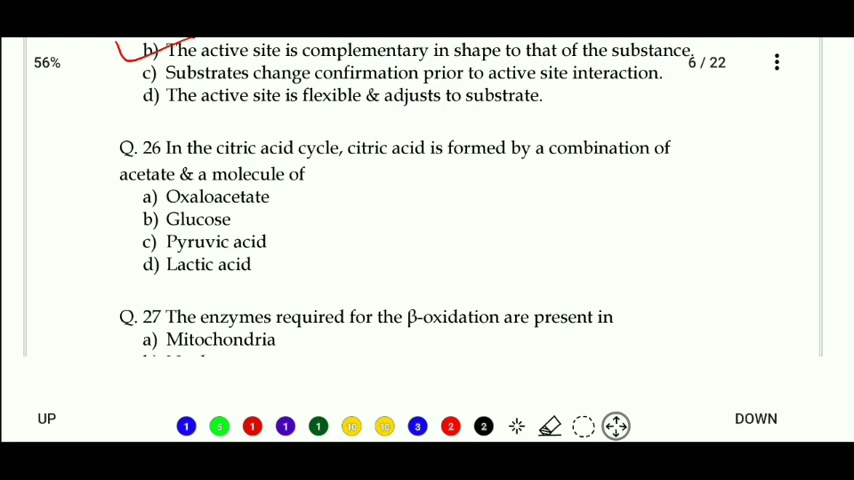 b) The active site is complementary in shape to that of the substance.
56%
6 / 22
c) Substrates change confirmation prior to active site interaction.
d) The active site is flexible & adjusts to substrate.
Q. 26 In the citric acid cycle, citric acid is formed by a combination of
acetate & a molecule of
a) Oxaloacetate
b) Glucose
c) Pyruvic acid
d) Lactic acid
Q. 27 The enzymes required for the β-oxidation are present in
a) Mitochondria
UP
1 5 1 1 1 10 10 3 2 2
DOWN